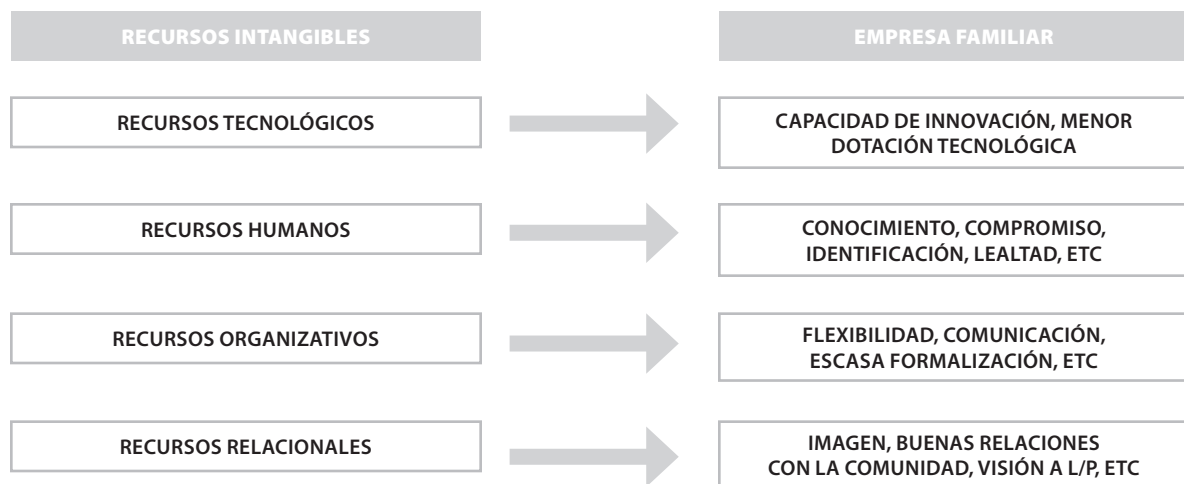 RECURSOS INTANGIBLES
EMPRESA FAMILIAR
RECURSOS TECNOLÓGICOS
CAPACIDAD DE INNOVACIÓN, MENOR
DOTACIÓN TECNOLÓGICA
RECURSOS HUMANOS
CONOCIMIENTO, COMPROMISO,
IDENTIFICACIÓN, LEALTAD, ETC
RECURSOS ORGANIZATIVOS
FLEXIBILIDAD, COMUNICACIÓN,
ESCASA FORMALIZACIÓN, ETC
RECURSOS RELACIONALES
IMAGEN, BUENAS RELACIONES
CON LA COMUNIDAD, VISIÓN A L/P, ETC